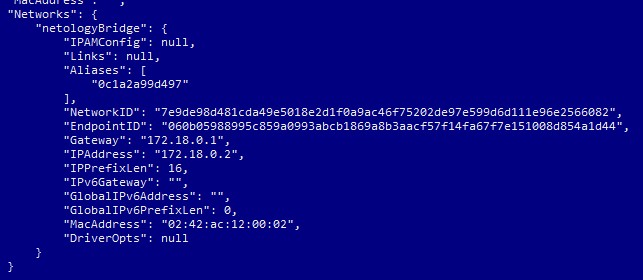 "MacAddress": "",
"Networks": {
"netologyBridge": {
"IPAMConfig": null,
"Links": null,
"Aliases": [
"0c1a2a99d497"
],
"NetworkID": "7e9de98d481cda49e5018e2d1f0a9ac46f75202de97e599d6d111e96e2566082",
"EndpointID": "060b05988995c859a0993abcb1869a8b3aacf57f14fa67f7e151008d854a1d44",
"Gateway": "172.18.0.1",
"IPAddress": "172.18.0.2",
"IPPrefixLen": 16,
"IPv6Gateway": "",
"GlobalIPv6Address": "",
"GlobalIPv6PrefixLen": 0,
"MacAddress": "02:42:ac:12:00:02",
"DriverOpts": null
}
}